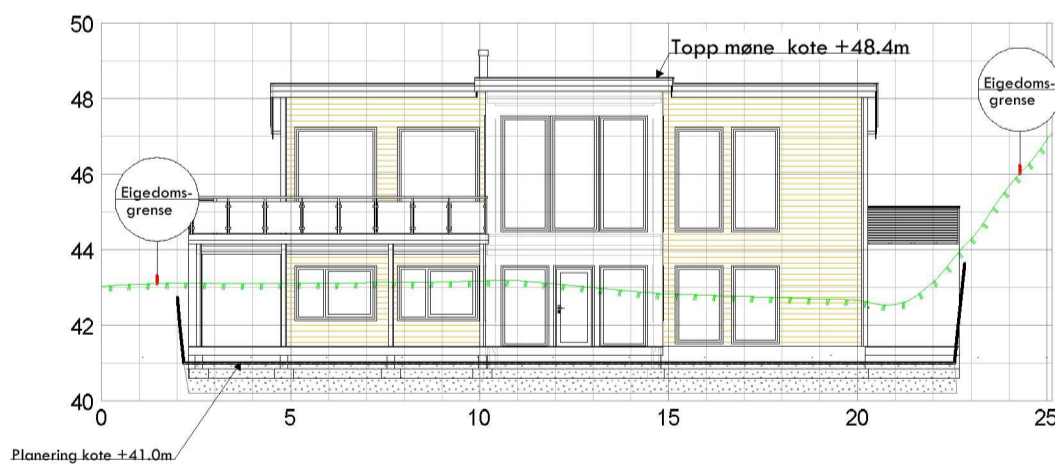 50
Topp møne kote +48.4m
Eigedoms-
grense
48
46
Eigedoms-
grense
44
42
40
0
5
10
15
20
25
Planering kote +41.0m